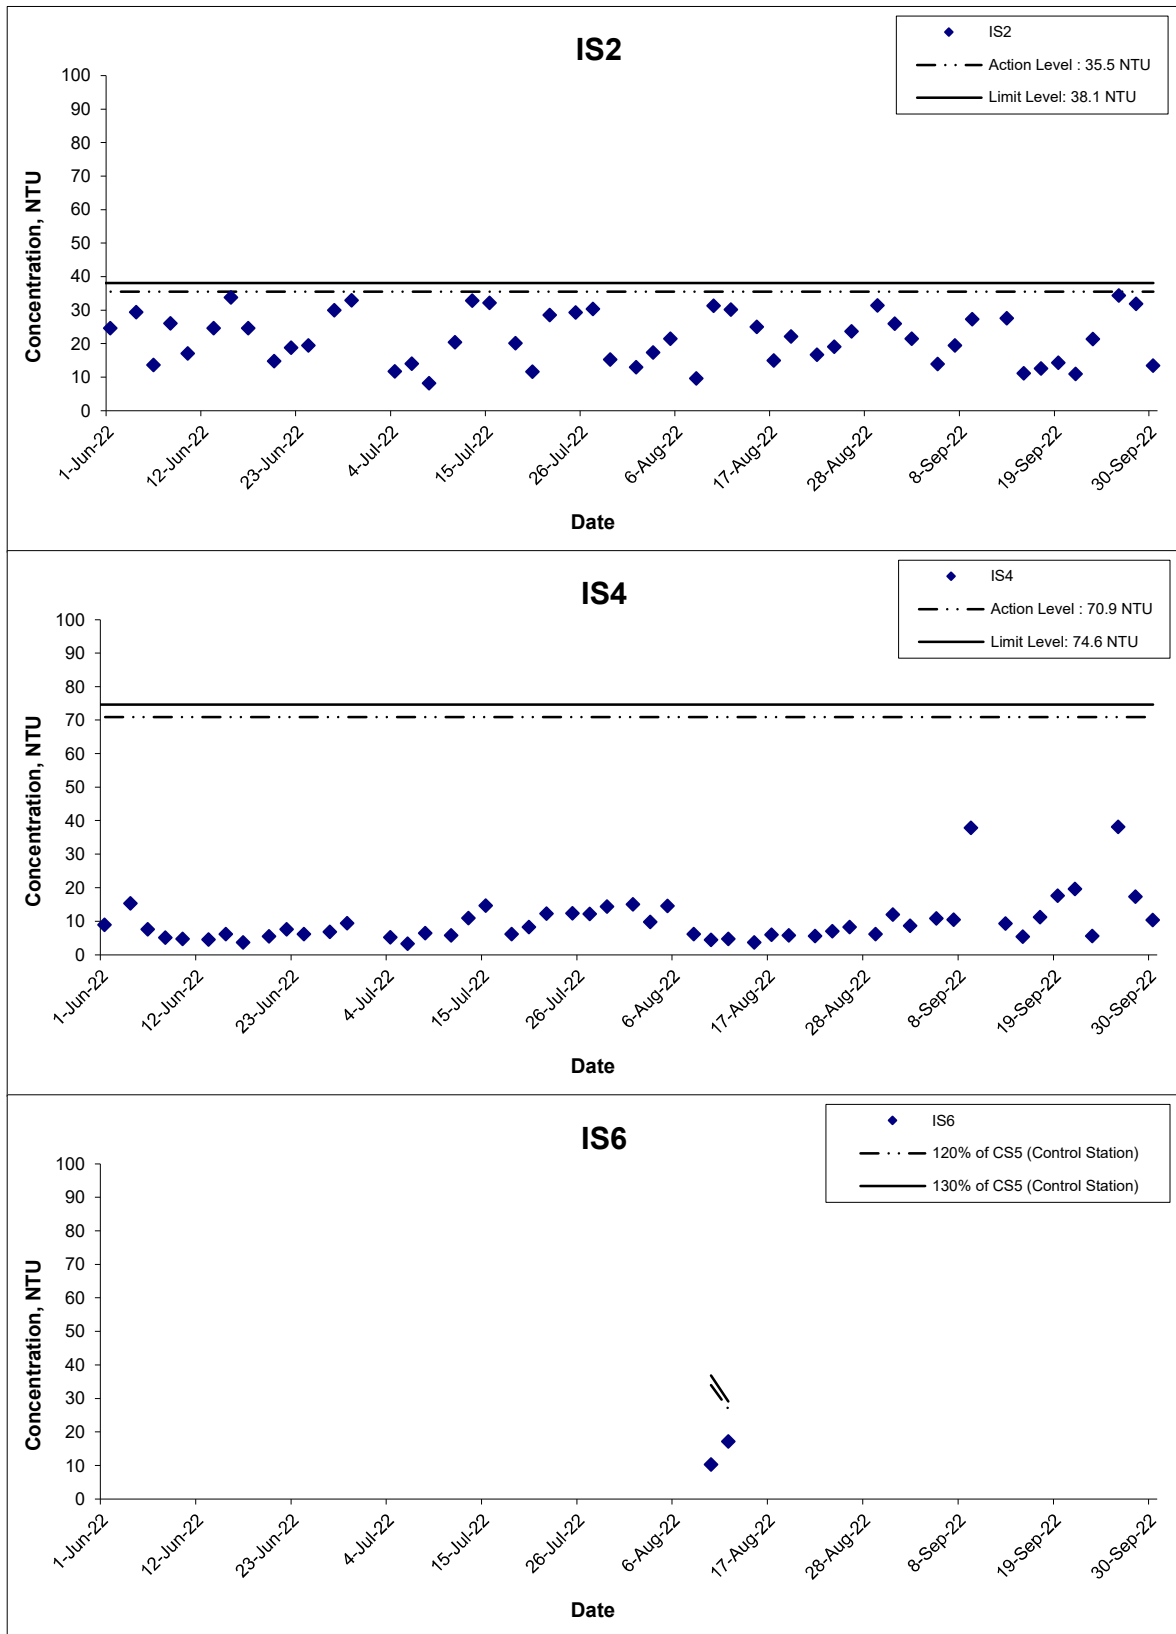 IS2
IS2
Action Level : 35.5 NTU
Limit Level: 38.1 NTU
Concentration, NTU
100
90
80
70
60
50
40
30
20
10
0
1-Jun-22
12-Jun-22
23-Jun-22
4-Jul-22
15-Jul-22
26-Jul-22
6-Aug-22
17-Aug-22
28-Aug-22
8-Sep-22
19-Sep-22
30-Sep-22
Date
IS4
IS4
Action Level : 70.9 NTU
Limit Level: 74.6 NTU
Concentration, NTU
100
90
80
70
60
50
40
30
20
10
0
1-Jun-22
12-Jun-22
23-Jun-22
4-Jul-22
15-Jul-22
26-Jul-22
6-Aug-22
17-Aug-22
28-Aug-22
8-Sep-22
19-Sep-22
30-Sep-22
Date
IS6
IS6
120% of CS5 (Control Station)
130% of CS5 (Control Station)
Concentration, NTU
100
90
80
70
60
50
40
30
20
10
0
1-Jun-22
12-Jun-22
23-Jun-22
4-Jul-22
15-Jul-22
26-Jul-22
6-Aug-22
17-Aug-22
28-Aug-22
8-Sep-22
19-Sep-22
30-Sep-22
Date